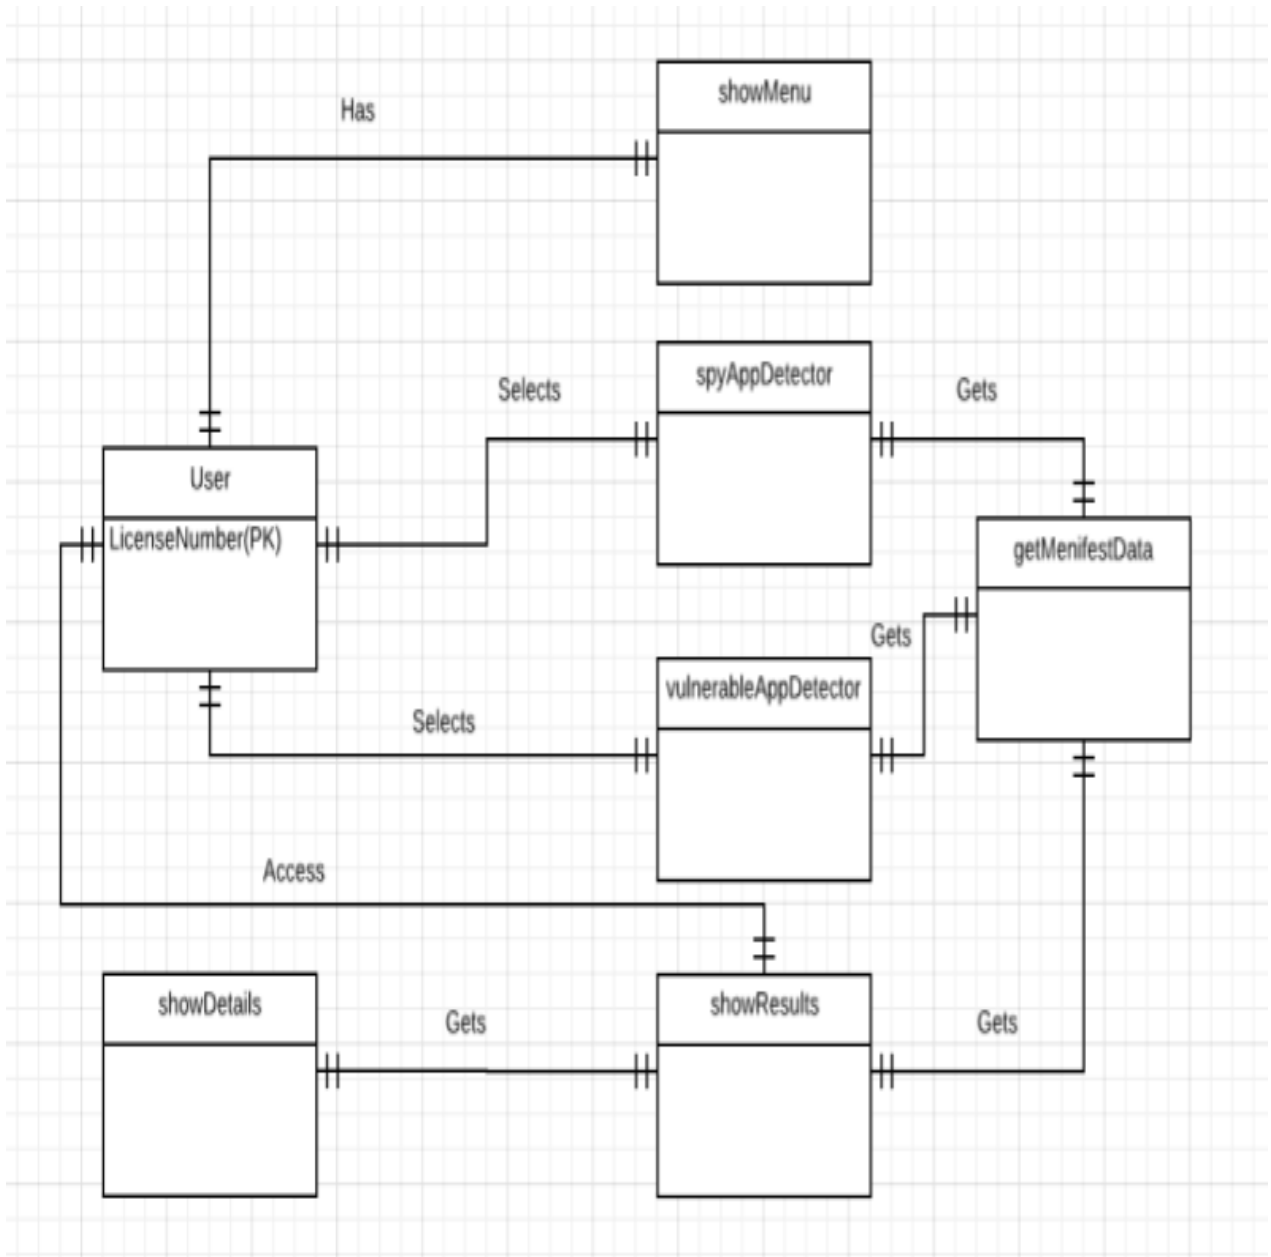 showMenu
Has
spyAppDetector
Selects
Gets
User
LicenseNumber(PK)
getMenifestData
Gets
vulnerableAppDetector
Selects
Access
showDetails
Gets
showResults
Gets